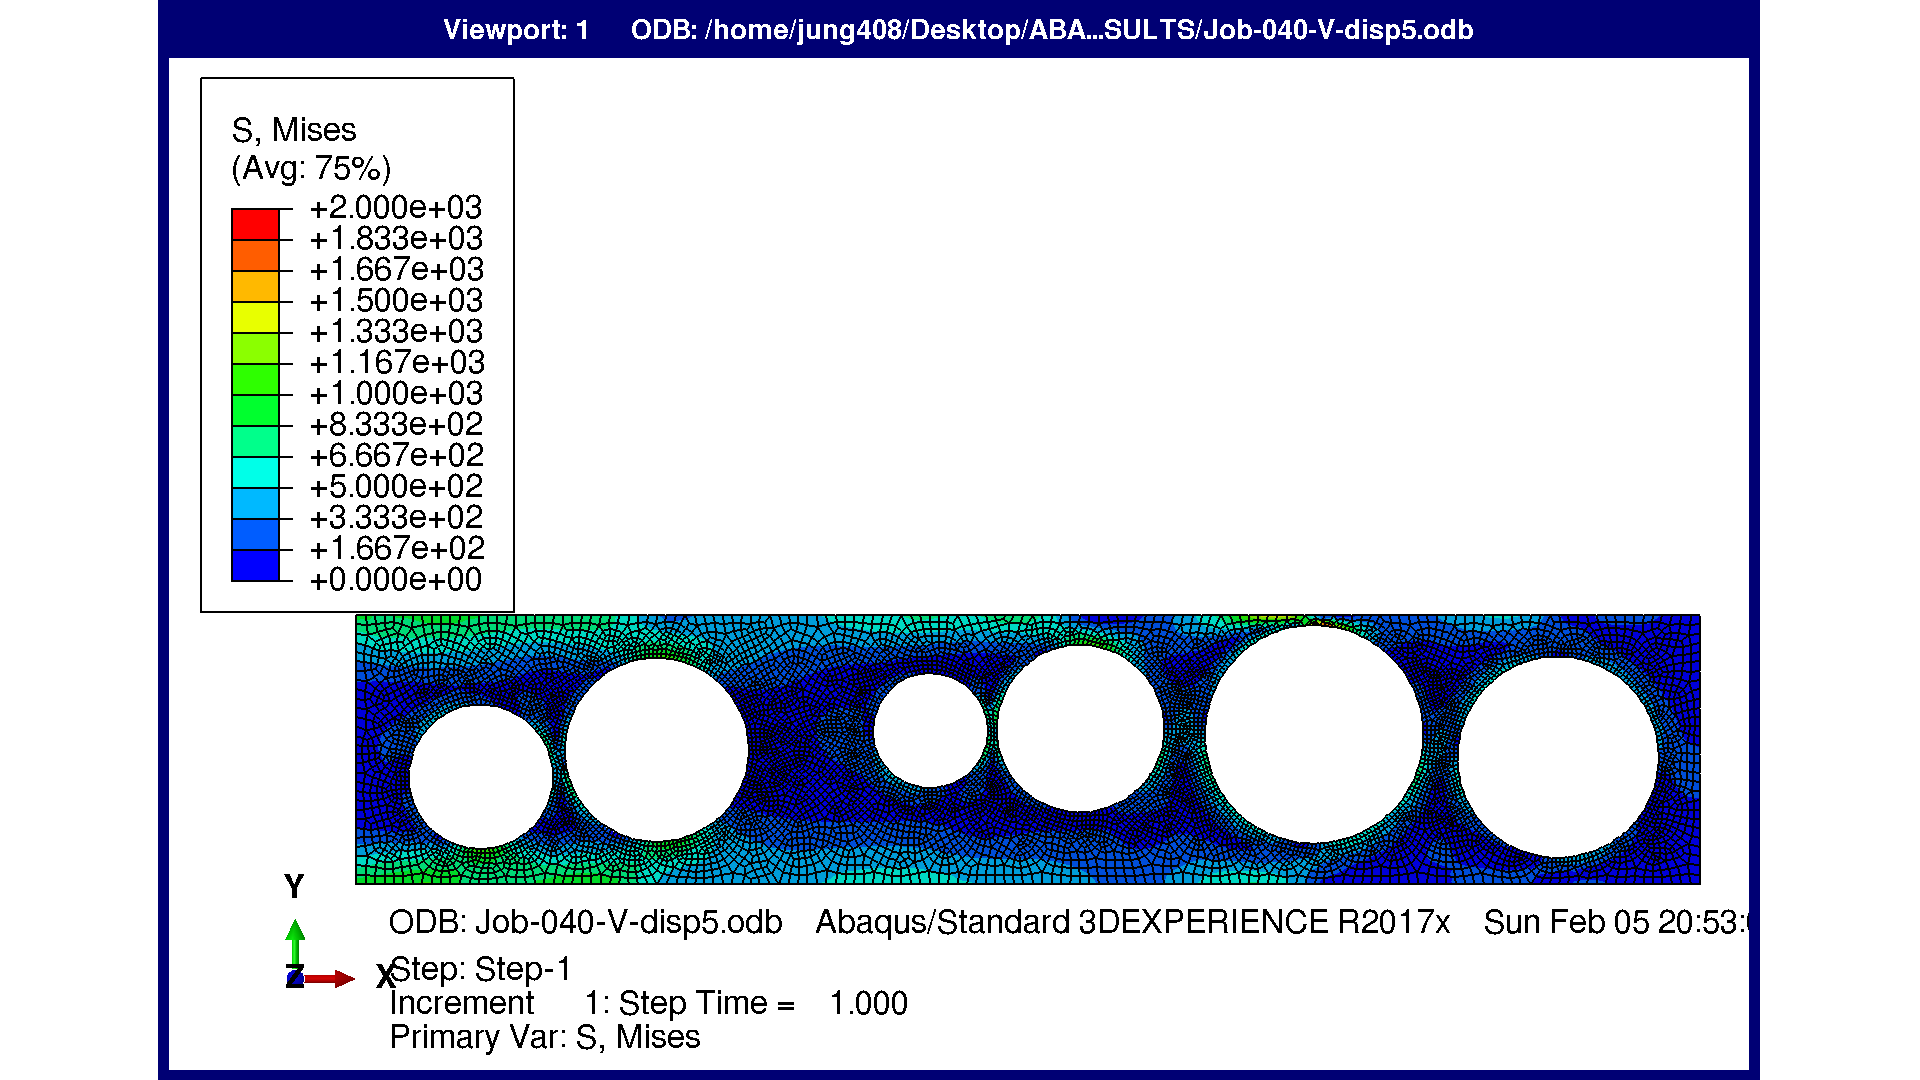 Viewport: 1 ODB: /home/jung408/Desktop/ABA...SULTS/Job-040-V-disp5.odb
S, Mises
(Avg: 75%)
+2.000e+03
+1.833e+03
+1.667e+03
+1.500e+03
+1.333e+03
+1.167e+03
+1.000e+03
+8.333e+02
+6.667e+02
+5.000e+02
+3.333e+02
+1.667e+02
+0.000e+00
Y
Z X
ODB: Job-040-V-disp5.odb Abaqus/Standard 3DEXPERIENCE R2017x Sun Feb 05 20:53:
Step: Step-1
Increment 1: Step Time = 1.000
Primary Var: S, Mises